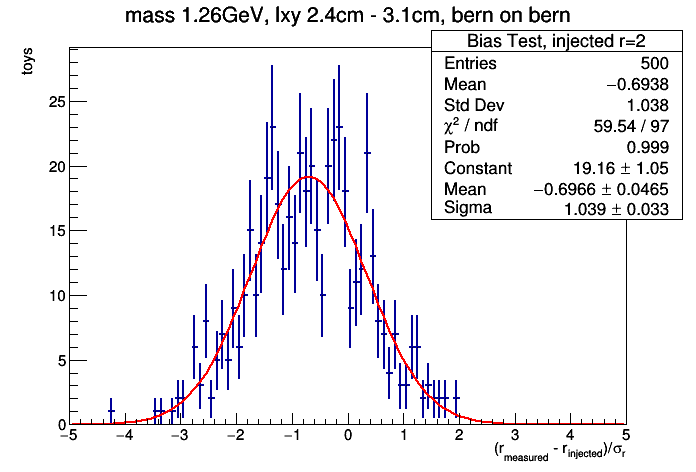 mass 1.26GeV, lxy 2.4cm - 3.1cm, bern on bern
Bias Test, injected r=2
Entries 500
Mean −0.6938
Std Dev 1.038
χ² / ndf 59.54 / 97
Prob 0.999
Constant 19.16 ± 1.05
Mean −0.6966 ± 0.0465
Sigma 1.039 ± 0.033
toys
25
20
15
10
5
0
−5 −4 −3 −2 −1 0 1 2 3 4 5
(r_measured - r_injected)/σ_r